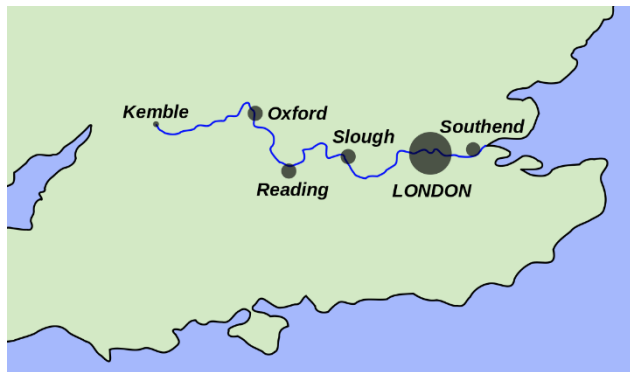 Kemble
Oxford
Slough
Southend
Reading
LONDON